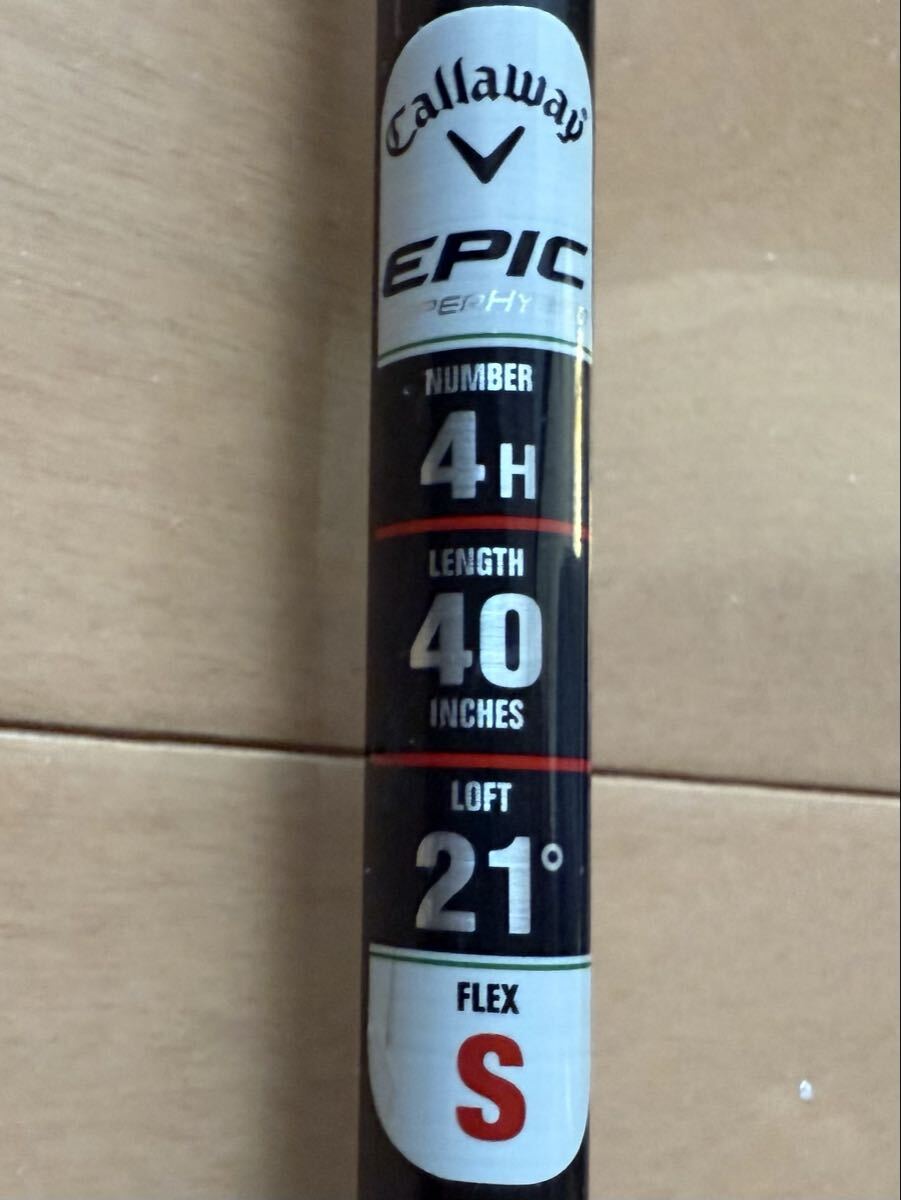 Callaway
EPIC
NUMBER
4H
LENGTH
40
INCHES
LOFT
21°
FLEX
S